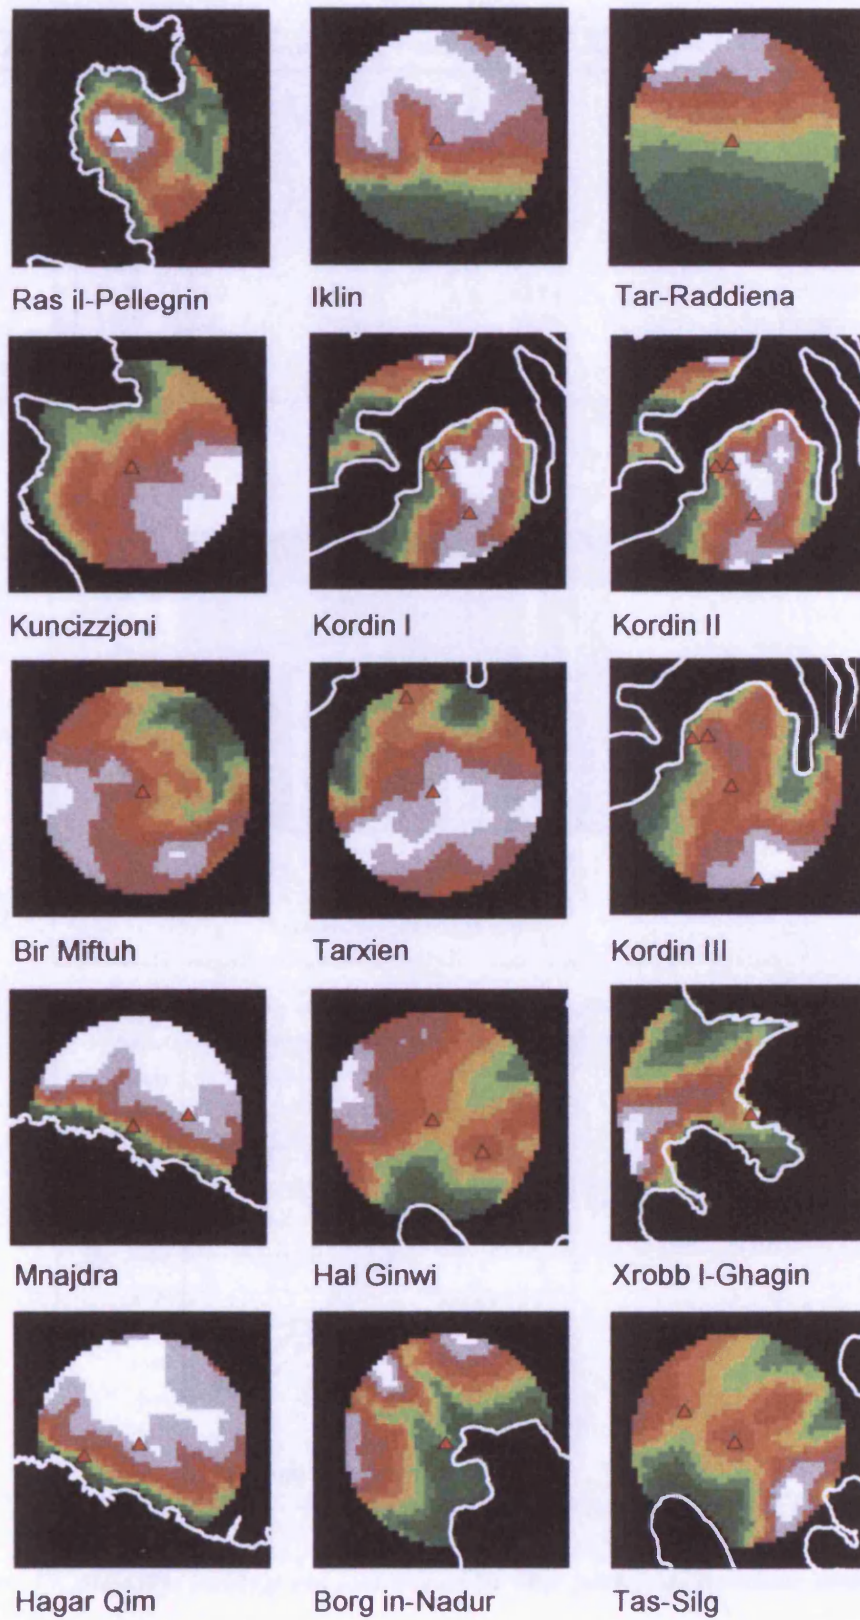 Ras il-Pellegrin
Iklin
Tar-Raddiena
Kuncizzjoni
Kordin I
Kordin II
Bir Miftuh
Tarxien
Kordin III
Mnajdra
Hal Ginwi
Xrobb l-Ghagin
Hagar Qim
Borg in-Nadur
Tas-Silg